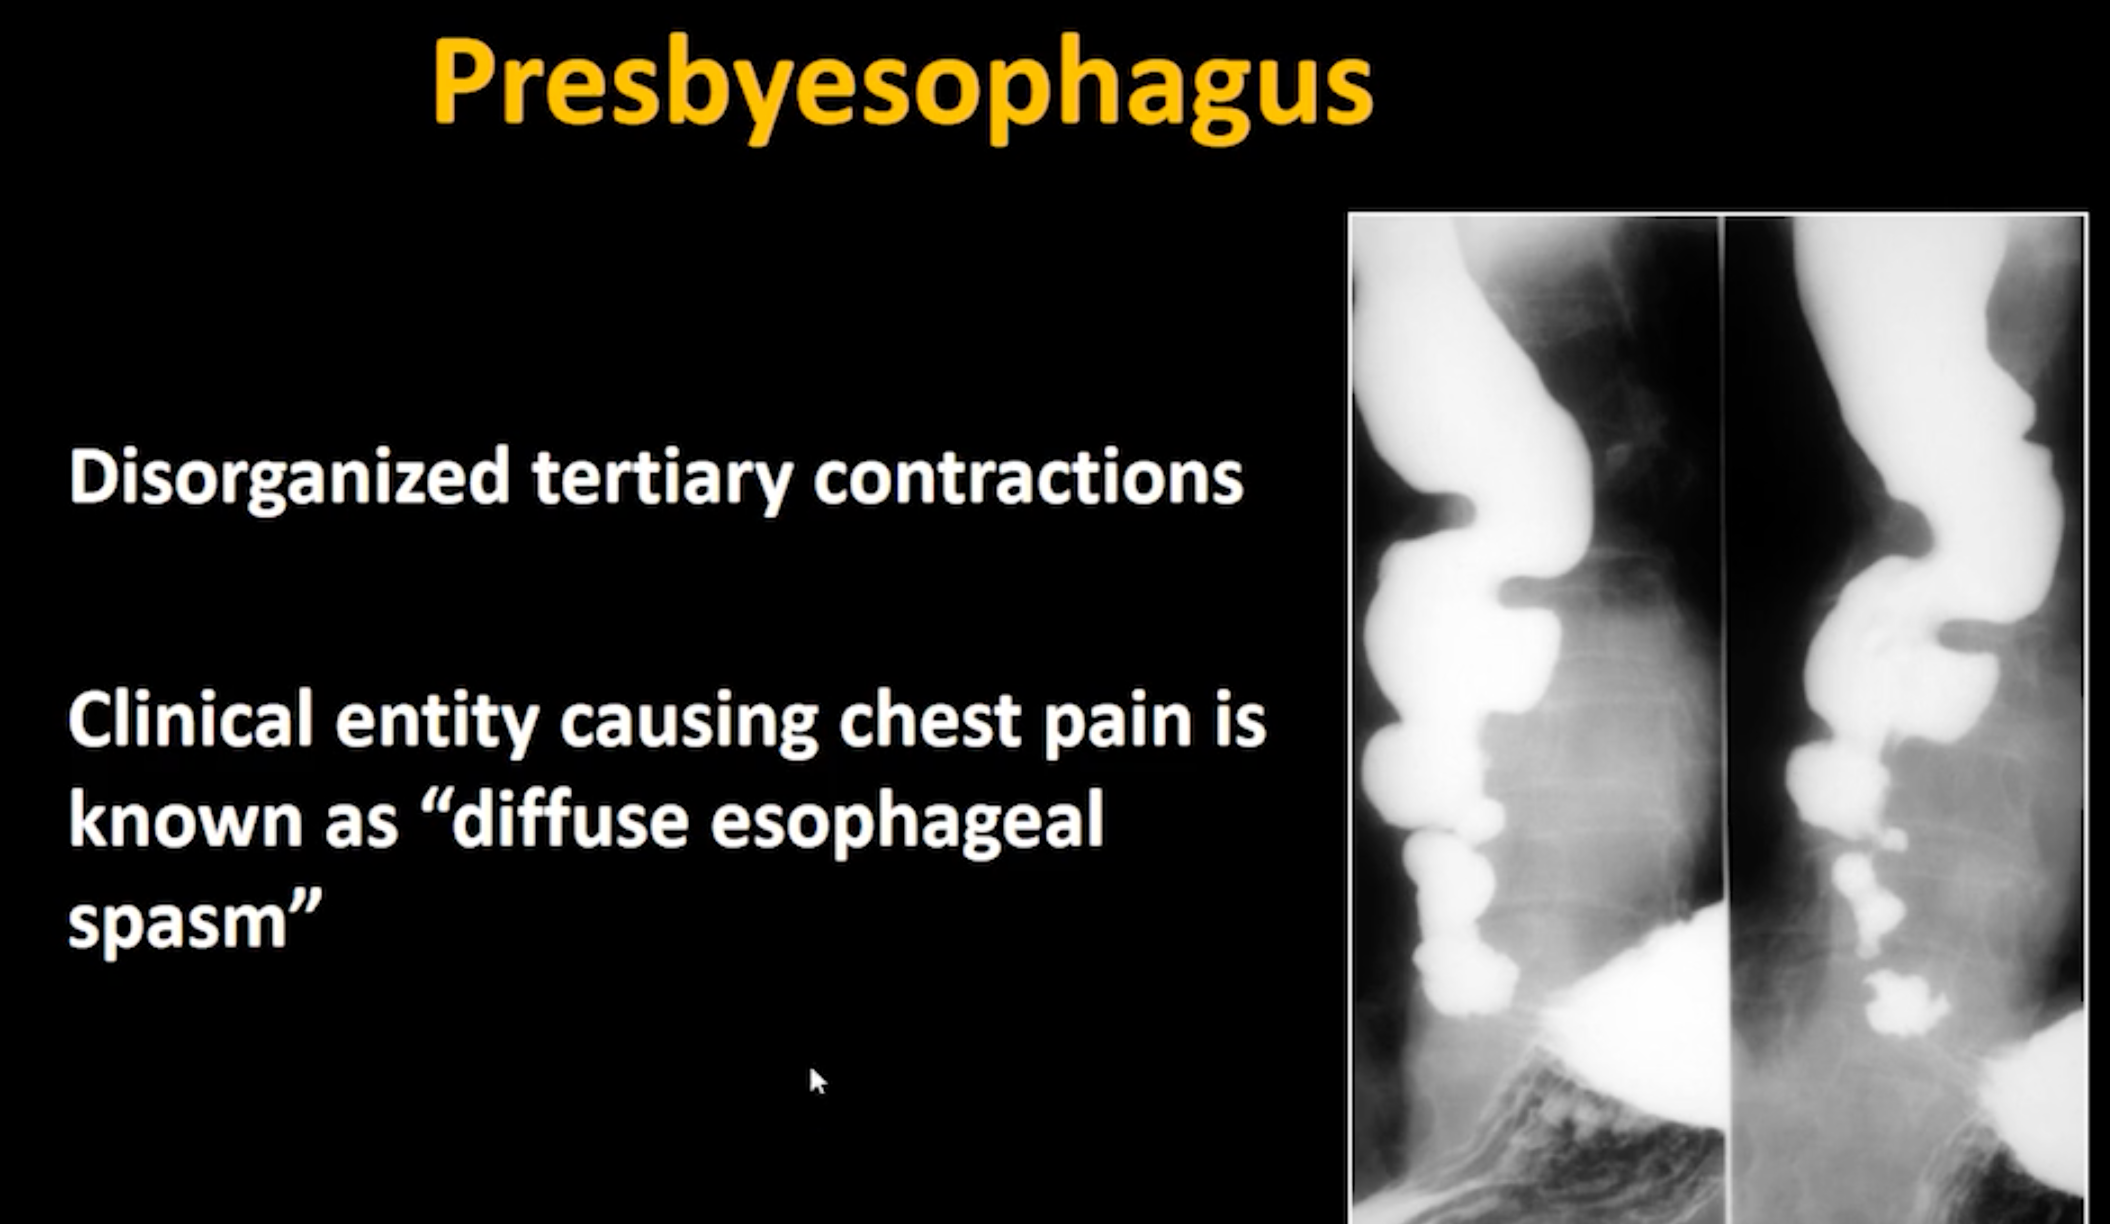 Presbyesophagus
Disorganized tertiary contractions
Clinical entity causing chest pain is
known as “diffuse esophageal
spasm”